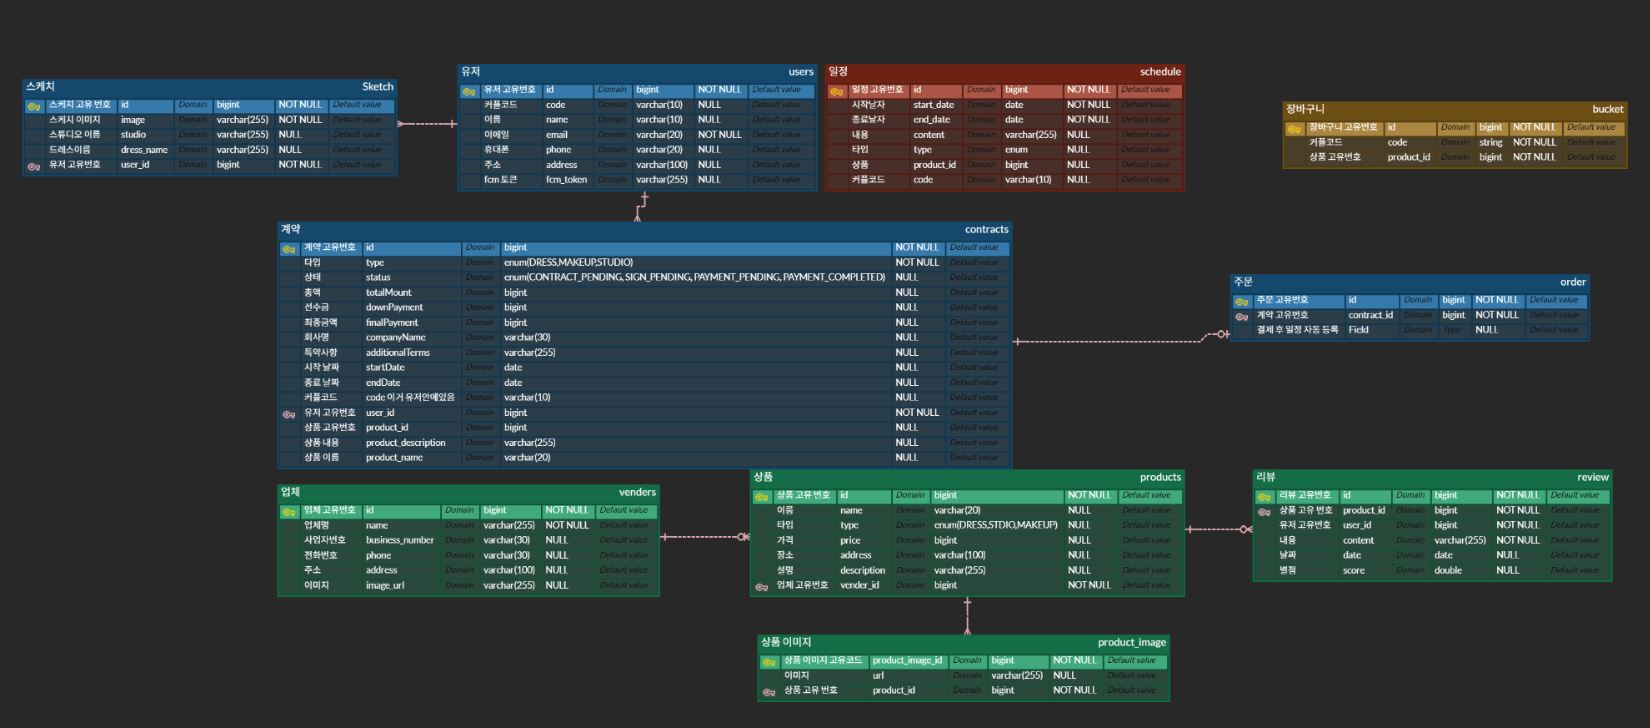 스케치 Sketch
스케치 고유 번호 id Domain bigint NOT NULL Default value
스케치 이미지 image Domain varchar(255) NOT NULL Default value
스튜디오 이름 studio Domain varchar(255) NULL Default value
드레스이름 dress_name Domain varchar(255) NULL Default value
유저 고유번호 user_id Domain bigint NOT NULL Default value
유저 users
유저 고유번호 id Domain bigint NOT NULL Default value
커플코드 code Domain varchar(10) NULL Default value
이름 name Domain varchar(10) NULL Default value
이메일 email Domain varchar(20) NOT NULL Default value
휴대폰 phone Domain varchar(20) NULL Default value
주소 address Domain varchar(100) NULL Default value
fcm 토큰 fcm_token Domain varchar(255) NULL Default value
일정 schedule
일정 고유번호 id Domain bigint NOT NULL Default value
시작날자 start_date Domain date NOT NULL Default value
종료날자 end_date Domain date NOT NULL Default value
내용 content Domain varchar(255) NULL Default value
타입 type Domain enum NULL Default value
상품 product_id Domain bigint NULL Default value
커플코드 code Domain varchar(10) NULL Default value
장바구니 bucket
장바구니 고유번호 id Domain bigint NOT NULL Default value
커플코드 code Domain string NOT NULL Default value
상품 고유번호 product_id Domain bigint NOT NULL Default value
계약 contracts
계약 고유번호 id Domain bigint NOT NULL Default value
타입 type Domain enum(DRESS,MAKEUP,STUDIO) NOT NULL Default value
상태 status Domain enum(CONTRACT_PENDING, SIGN_PENDING, PAYMENT_PENDING, PAYMENT_COMPLETED) NULL Default value
총액 totalMount Domain bigint NULL Default value
선수금 downPayment Domain bigint NULL Default value
최종금액 finalPayment Domain bigint NULL Default value
회사명 companyName Domain varchar(30) NULL Default value
특약사항 additionalTerms Domain varchar(255) NULL Default value
시작 날짜 startDate Domain date NULL Default value
종료 날짜 endDate Domain date NULL Default value
커플코드 code 이거 유저안에있음 Domain varchar(10) NULL Default value
유저 고유번호 user_id Domain bigint NOT NULL Default value
상품 고유번호 product_id Domain bigint NULL Default value
상품 내용 product_description Domain varchar(255) NULL Default value
상품 이름 product_name Domain varchar(20) NULL Default value
주문 order
주문 고유번호 id Domain bigint NOT NULL Default value
계약 고유번호 contract_id Domain bigint NOT NULL Default value
결제 후 일정 자동 등록 Field Domain Type NULL Default value
업체 venders
업체 고유번호 id Domain bigint NOT NULL Default value
업체명 name Domain varchar(255) NOT NULL Default value
사업자번호 business_number Domain varchar(30) NULL Default value
전화번호 phone Domain varchar(30) NULL Default value
주소 address Domain varchar(100) NULL Default value
이미지 image_url Domain varchar(255) NULL Default value
상품 products
상품 고유 번호 id Domain bigint NOT NULL Default value
이름 name Domain varchar(20) NULL Default value
타입 type Domain enum(DRESS,STDIO,MAKEUP) NULL Default value
가격 price Domain bigint NULL Default value
장소 address Domain varchar(100) NULL Default value
설명 description Domain varchar(255) NULL Default value
업체 고유번호 vender_id Domain bigint NOT NULL Default value
리뷰 review
리뷰 고유번호 id Domain bigint NOT NULL Default value
상품 고유 번호 product_id Domain bigint NOT NULL Default value
유저 고유번호 user_id Domain bigint NOT NULL Default value
내용 content Domain varchar(255) NOT NULL Default value
날짜 date Domain date NULL Default value
별점 score Domain double NULL Default value
상품 이미지 product_image
상품 이미지 고유코드 product_image_id Domain bigint NOT NULL Default value
이미지 url Domain varchar(255) NULL Default value
상품 고유 번호 product_id Domain bigint NOT NULL Default value